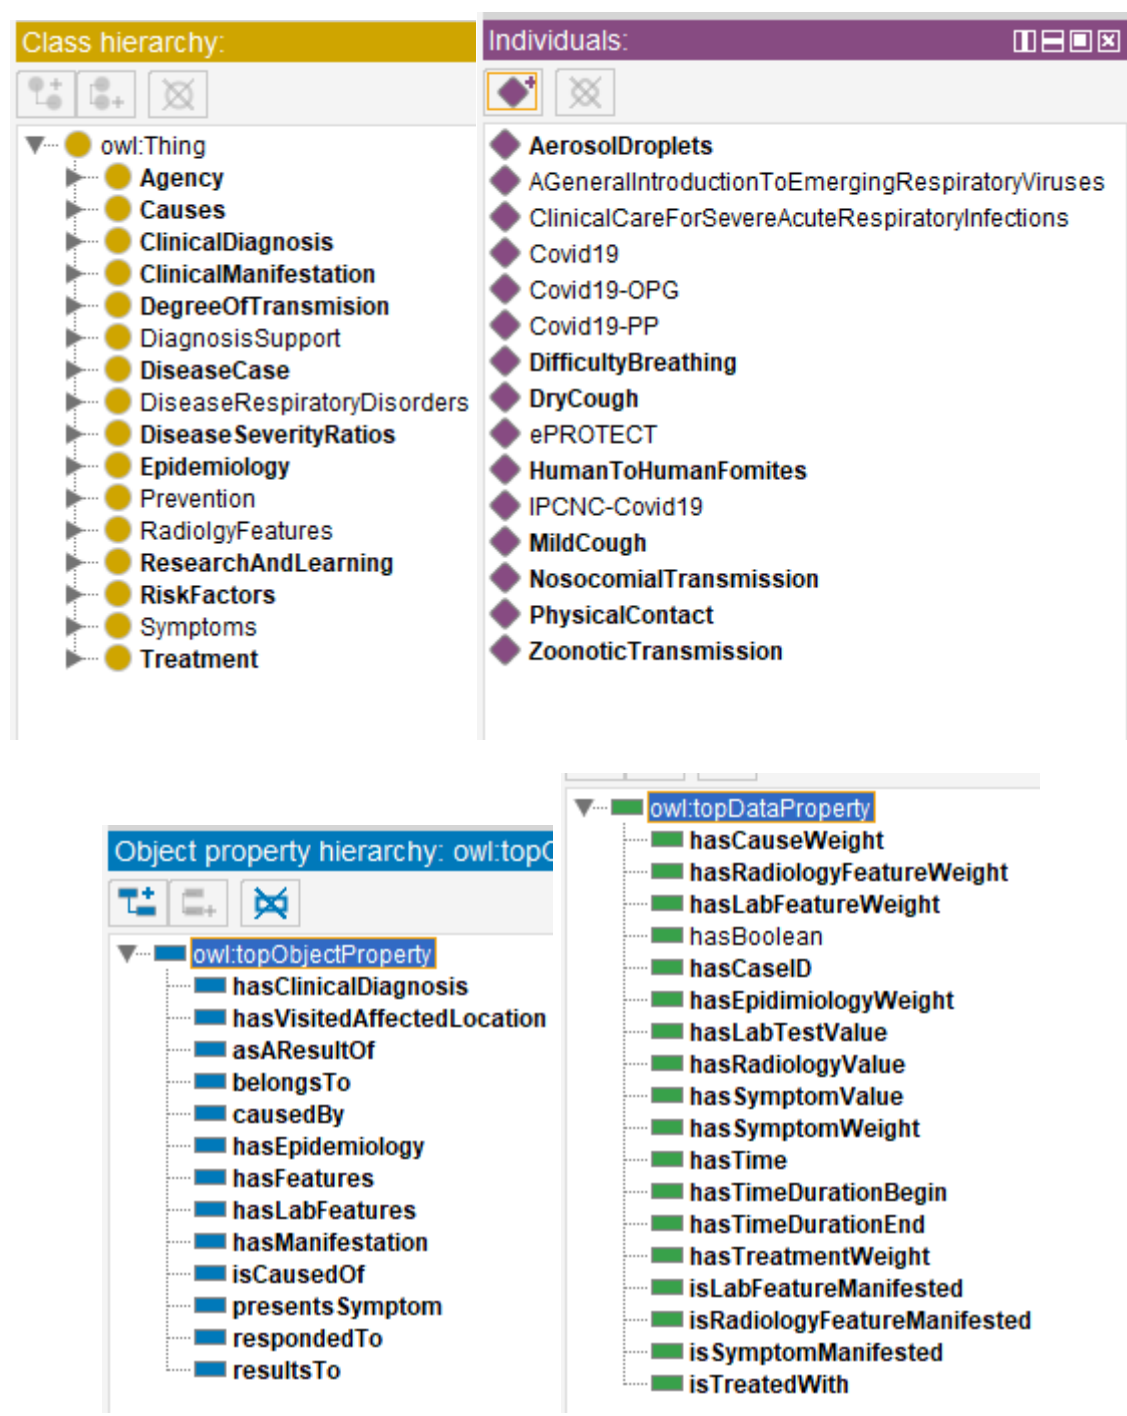 Class hierarchy:
owl:Thing
Agency
Causes
ClinicalDiagnosis
ClinicalManifestation
DegreeOfTransmision
DiagnosisSupport
DiseaseCase
DiseaseRespiratoryDisorders
DiseaseSeverityRatios
Epidemiology
Prevention
RadiolgyFeatures
ResearchAndLearning
RiskFactors
Symptoms
Treatment
Individuals:
AerosolDroplets
AGeneralIntroductionToEmergingRespiratoryViruses
ClinicalCareForSevereAcuteRespiratoryInfections
Covid19
Covid19-OPG
Covid19-PP
DifficultyBreathing
DryCough
ePROTECT
HumanToHumanFomites
IPCNC-Covid19
MildCough
NosocomialTransmission
PhysicalContact
ZoonoticTransmission
Object property hierarchy: owl:top
owl:topObjectProperty
hasClinicalDiagnosis
hasVisitedAffectedLocation
asAResultOf
belongsTo
causedBy
hasEpidemiology
hasFeatures
hasLabFeatures
hasManifestation
isCausedOf
presentsSymptom
respondedTo
resultsTo
owl:topDataProperty
hasCauseWeight
hasRadiologyFeatureWeight
hasLabFeatureWeight
hasBoolean
hasCaseID
hasEpidimiologyWeight
hasLabTestValue
hasRadiologyValue
hasSymptomValue
hasSymptomWeight
hasTime
hasTimeDurationBegin
hasTimeDurationEnd
hasTreatmentWeight
isLabFeatureManifested
isRadiologyFeatureManifested
isSymptomManifested
isTreatedWith